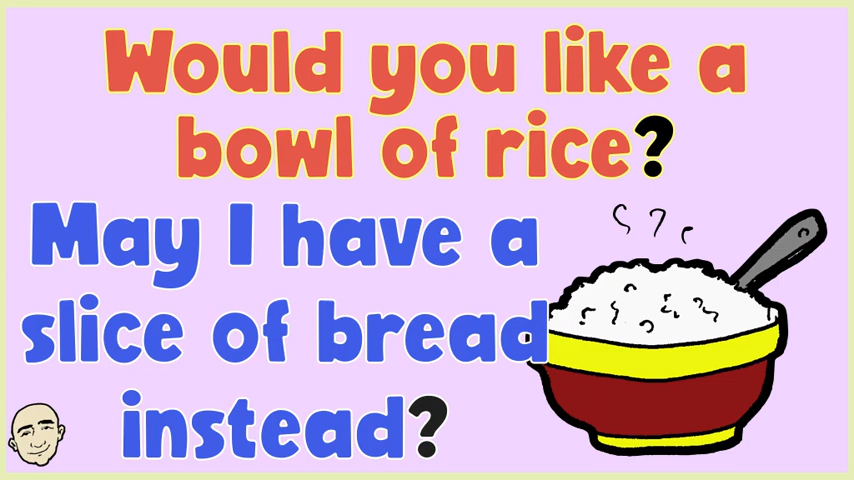 Would you like a
bowl of rice?
May I have a
slice of bread
instead?